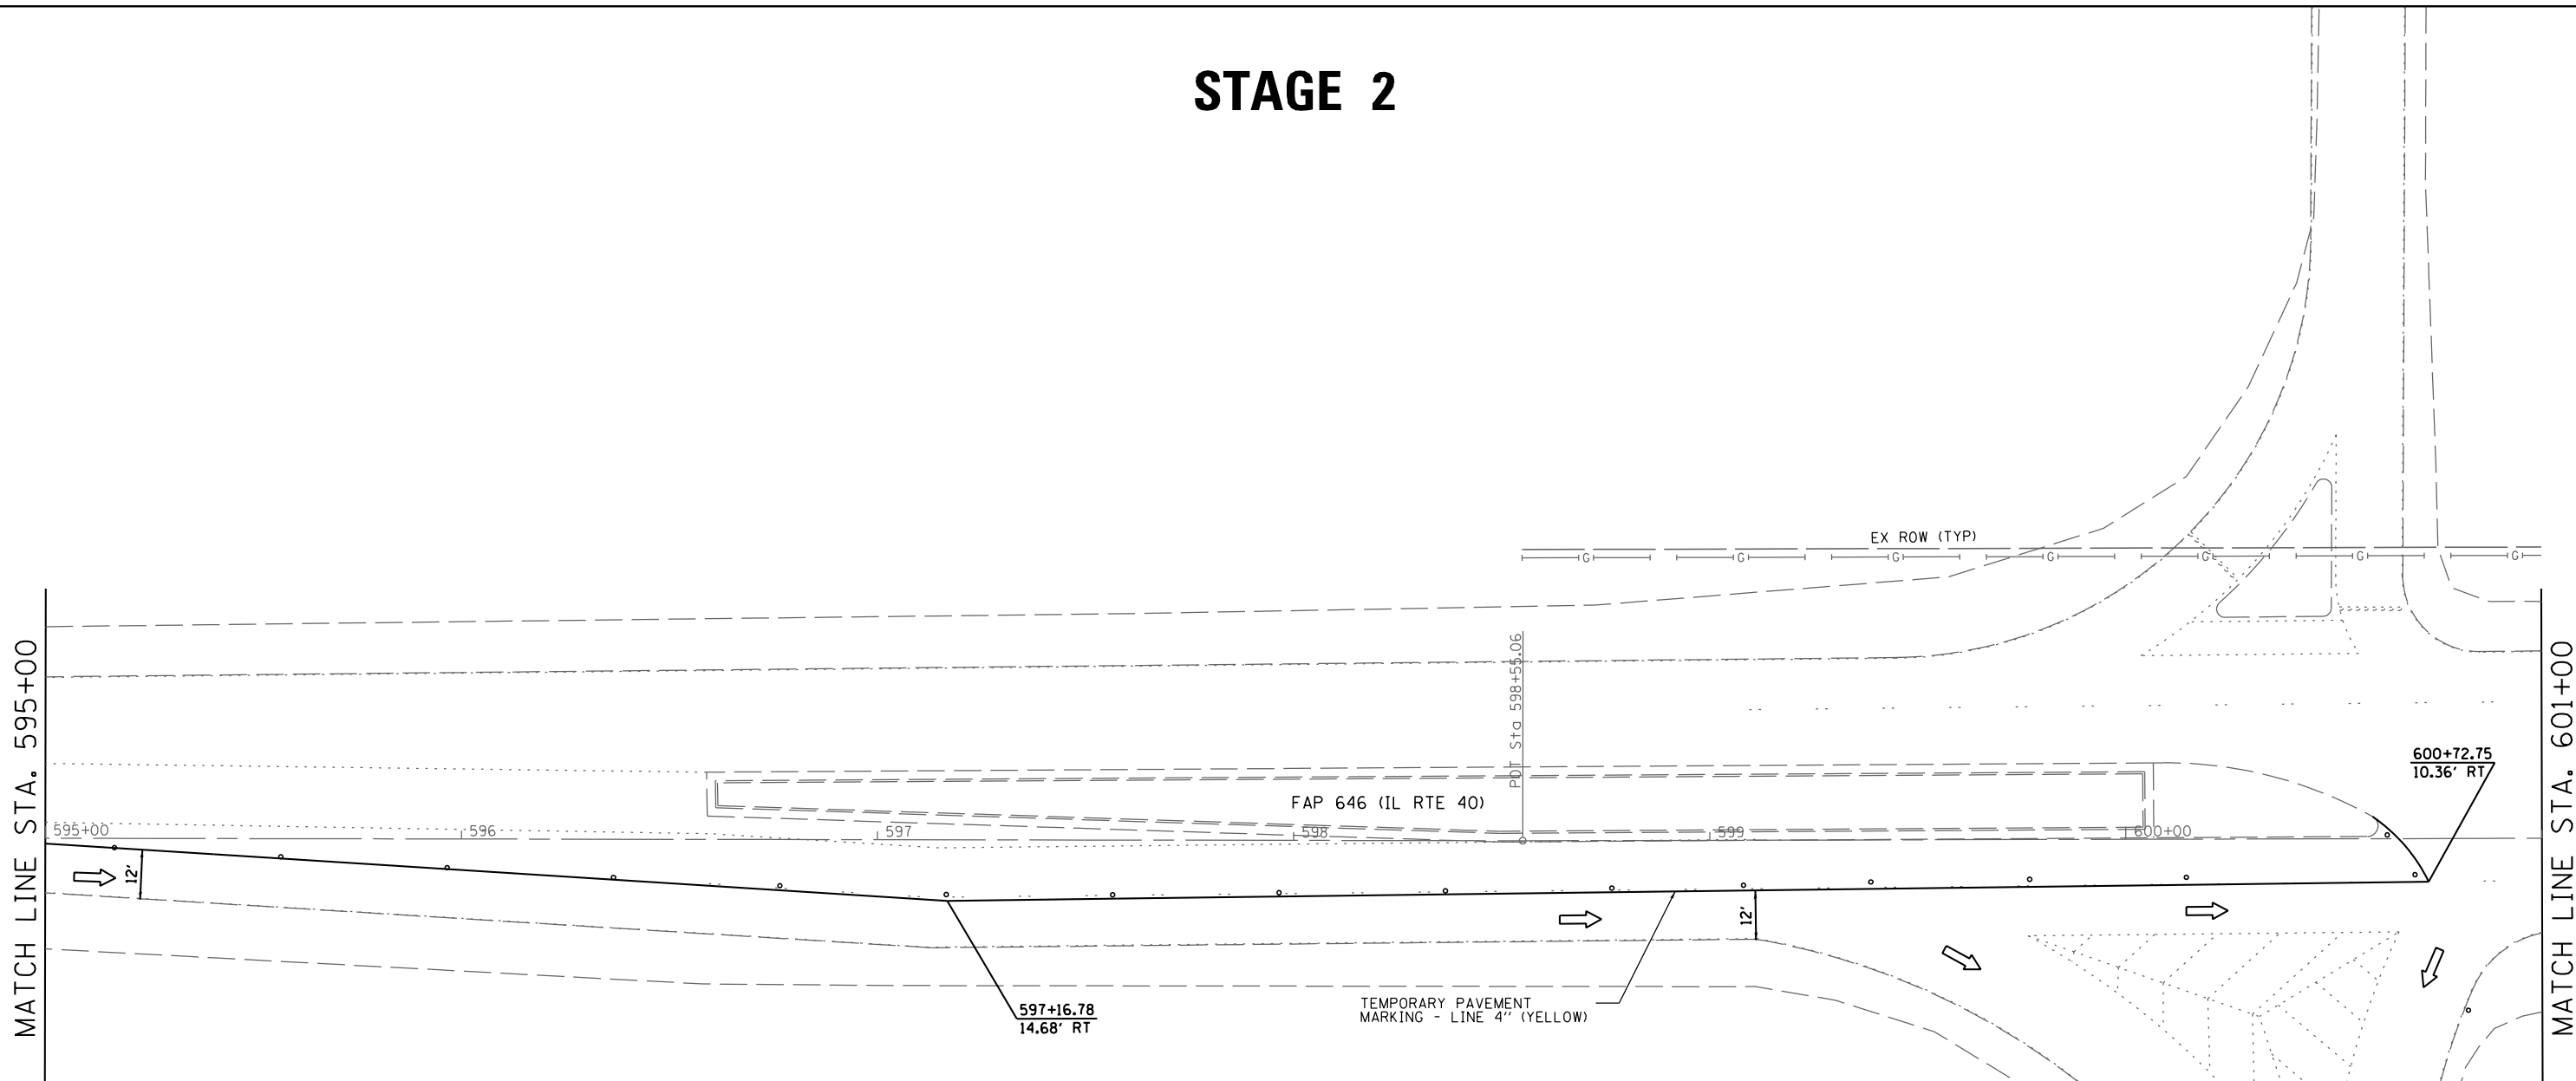 STAGE 2
EX ROW (TYP)
G G G G G G G
MATCH LINE STA. 595+00
MATCH LINE STA. 601+00
POT Sta 598+55.06
600+72.75
10.36' RT
FAP 646 (IL RTE 40)
595+00 596 597 598 599 600+00
12'
12'
597+16.78
14.68' RT
TEMPORARY PAVEMENT
MARKING - LINE 4'' (YELLOW)